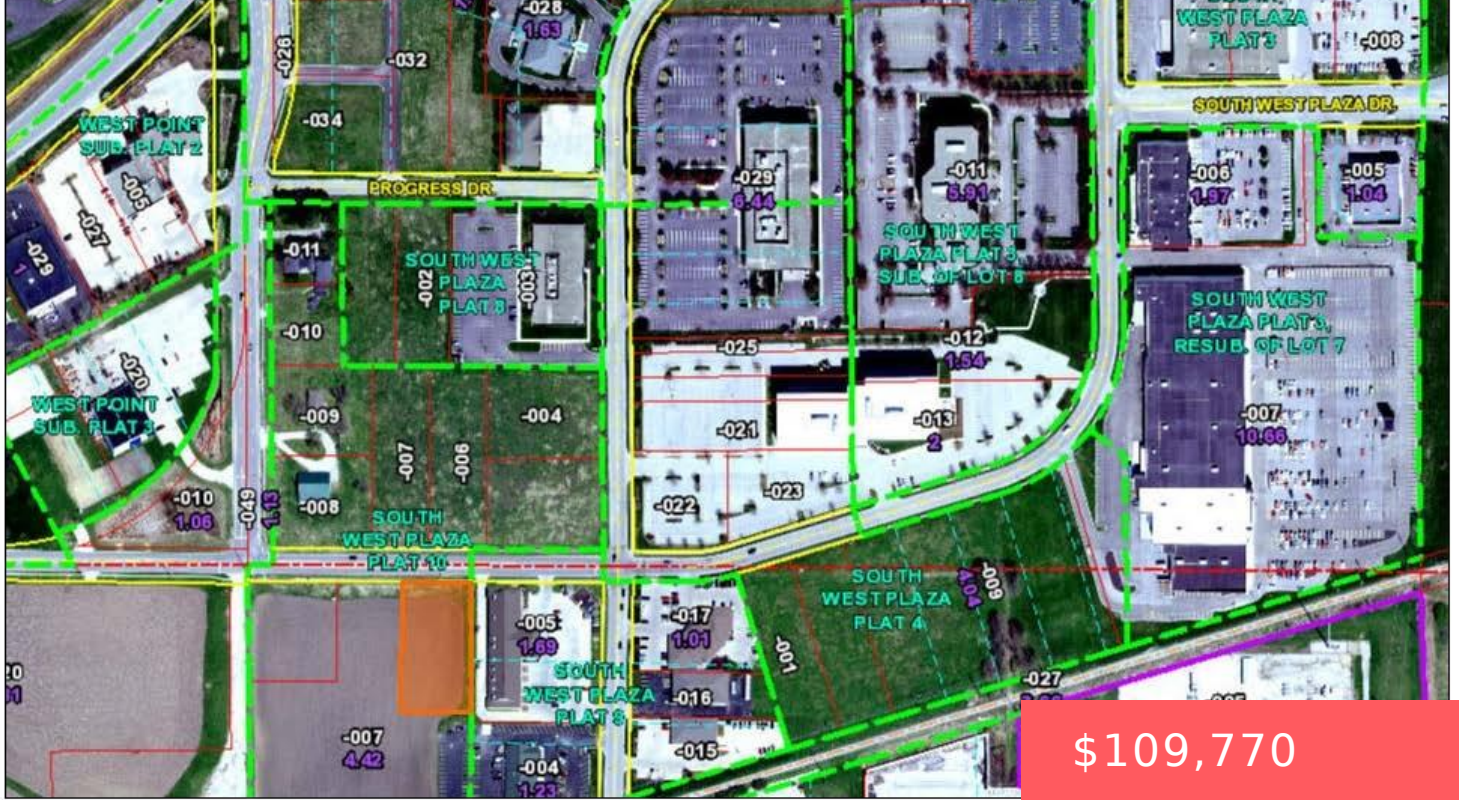 -028
1.63
-026
-032
-034
WEST PLAZA
PLAT 3
-008
SOUTH WEST PLAZA DR.
WEST POINT
SUB. PLAT 2
-005
-027
-029
1
PROGRESS DR.
-029
6.44
-011
5.91
-006
1.97
-005
1.04
-011
-010
SOUTH WEST
PLAZA
PLAT 8
-002
-003
SOUTH WEST
PLAZA PLAT 3,
SUB. OF LOT 8
SOUTH WEST
PLAZA PLAT 3,
RESUB. OF LOT 7
-025
-012
1.54
-020
WEST POINT
SUB. PLAT 3
-009
-004
-007
-006
-021
-013
2
-007
10.66
-010
1.06
-049
1.13
-008
-022
-023
SOUTH
WEST PLAZA
PLAT 10
SOUTH
WEST PLAZA
PLAT 4
4.04
-009
-005
1.69
-017
1.01
-001
SOUTH
WEST PLAZA
PLAT 9
-016
-027
-007
4.42
-015
-004
1.23
$109,770